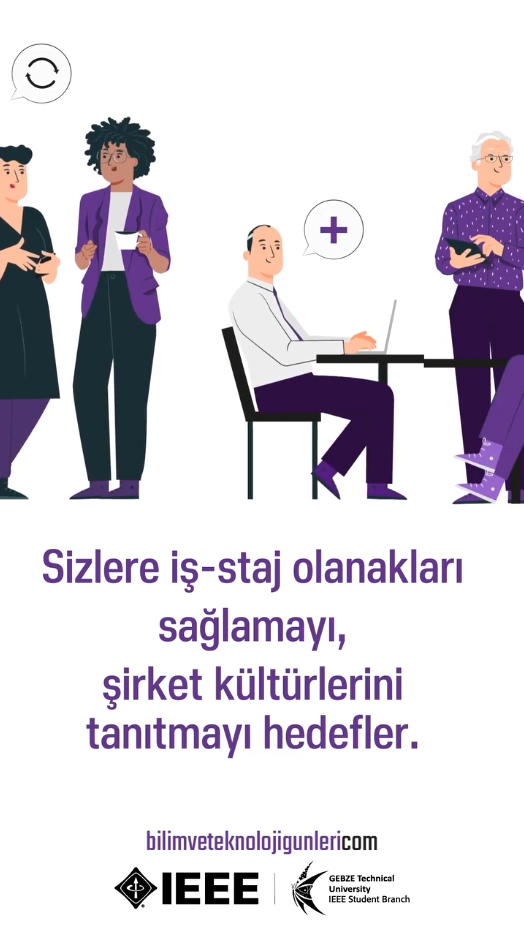 Sizlere iş-staj olanakları
sağlamayı,
şirket kültürlerini
tanıtmayı hedefler.
bilimveteknolojigunlericom
IEEE
GEBZE Technical
University
IEEE Student Branch